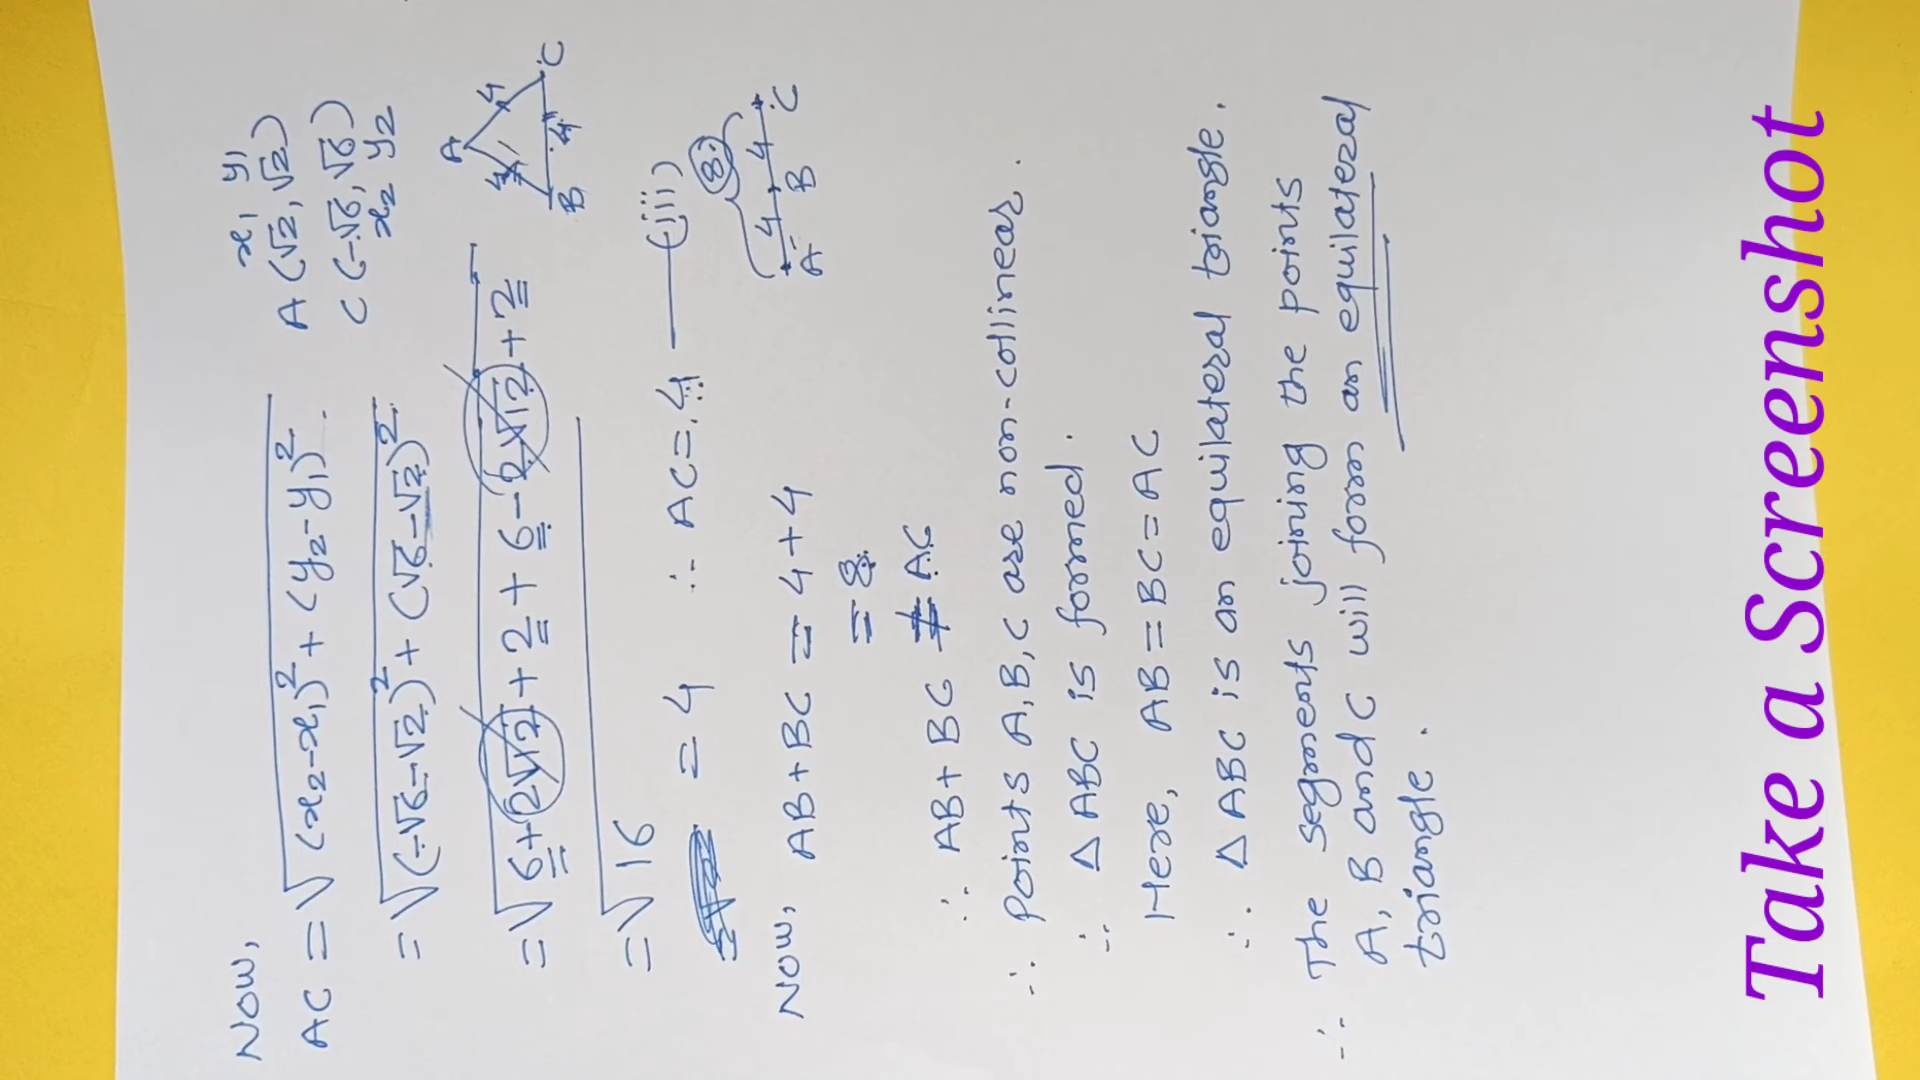 Now,
x₁ y₁
A (√2, √2)
AC = √(x₂-x₁)² + (y₂-y₁)²
C (-√6, √6)
x₂ y₂
= √(-√6-√2)² + (√6-√2)²
A
4 4
B 4 C
= √6+2√12+2+6-2√12+2
= √16
= 4 ∴ AC = 4 — (iii)
8
4 4
A B C
Now, AB + BC = 4+4
= 8
∴ AB + BC ≠ AC
∴ Points A, B, C are non-collinear.
∴ △ ABC is formed.
Here, AB = BC = AC
∴ △ ABC is an equilateral triangle.
∴ The segments joining the points
A, B and C will form an equilateral
triangle.
Take a Screenshot